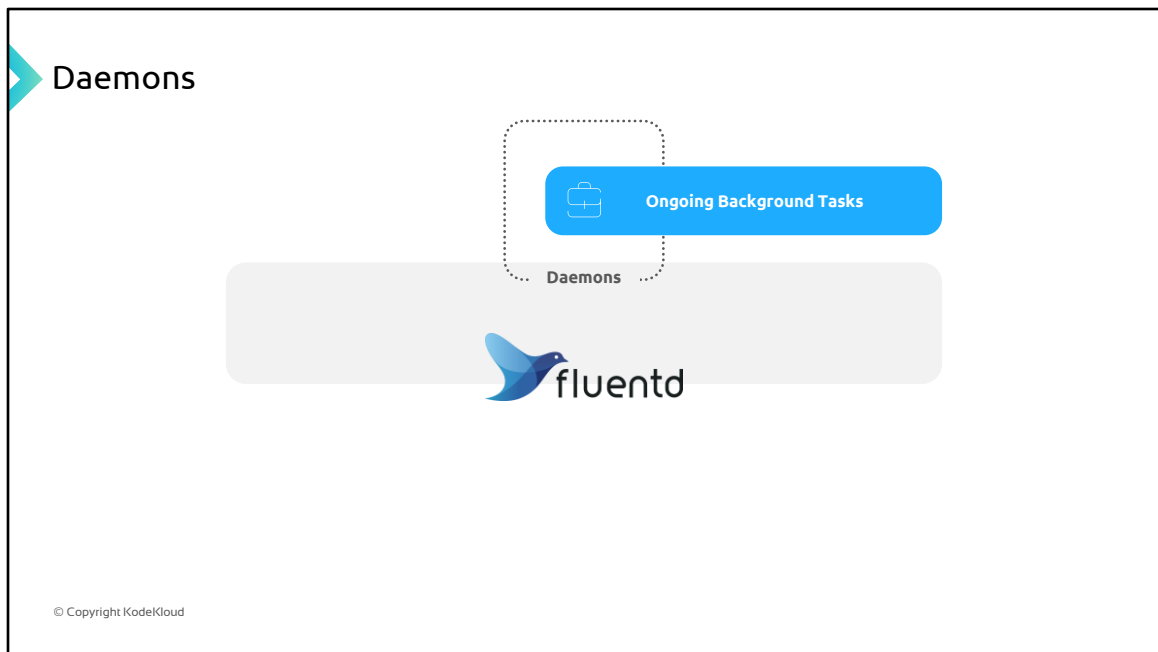 Daemons
Ongoing Background Tasks
Daemons
fluentd
© Copyright KodeKloud